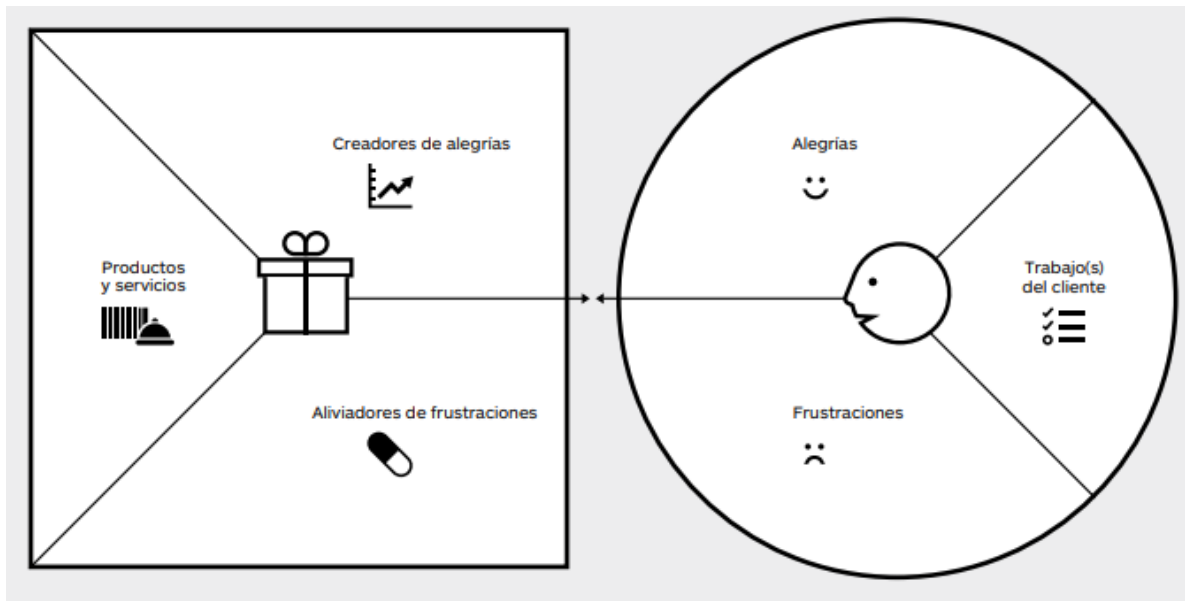 Creadores de alegrías
Productos
y servicios
Aliviadores de frustraciones
Alegrías
Trabajo(s)
del cliente
Frustraciones